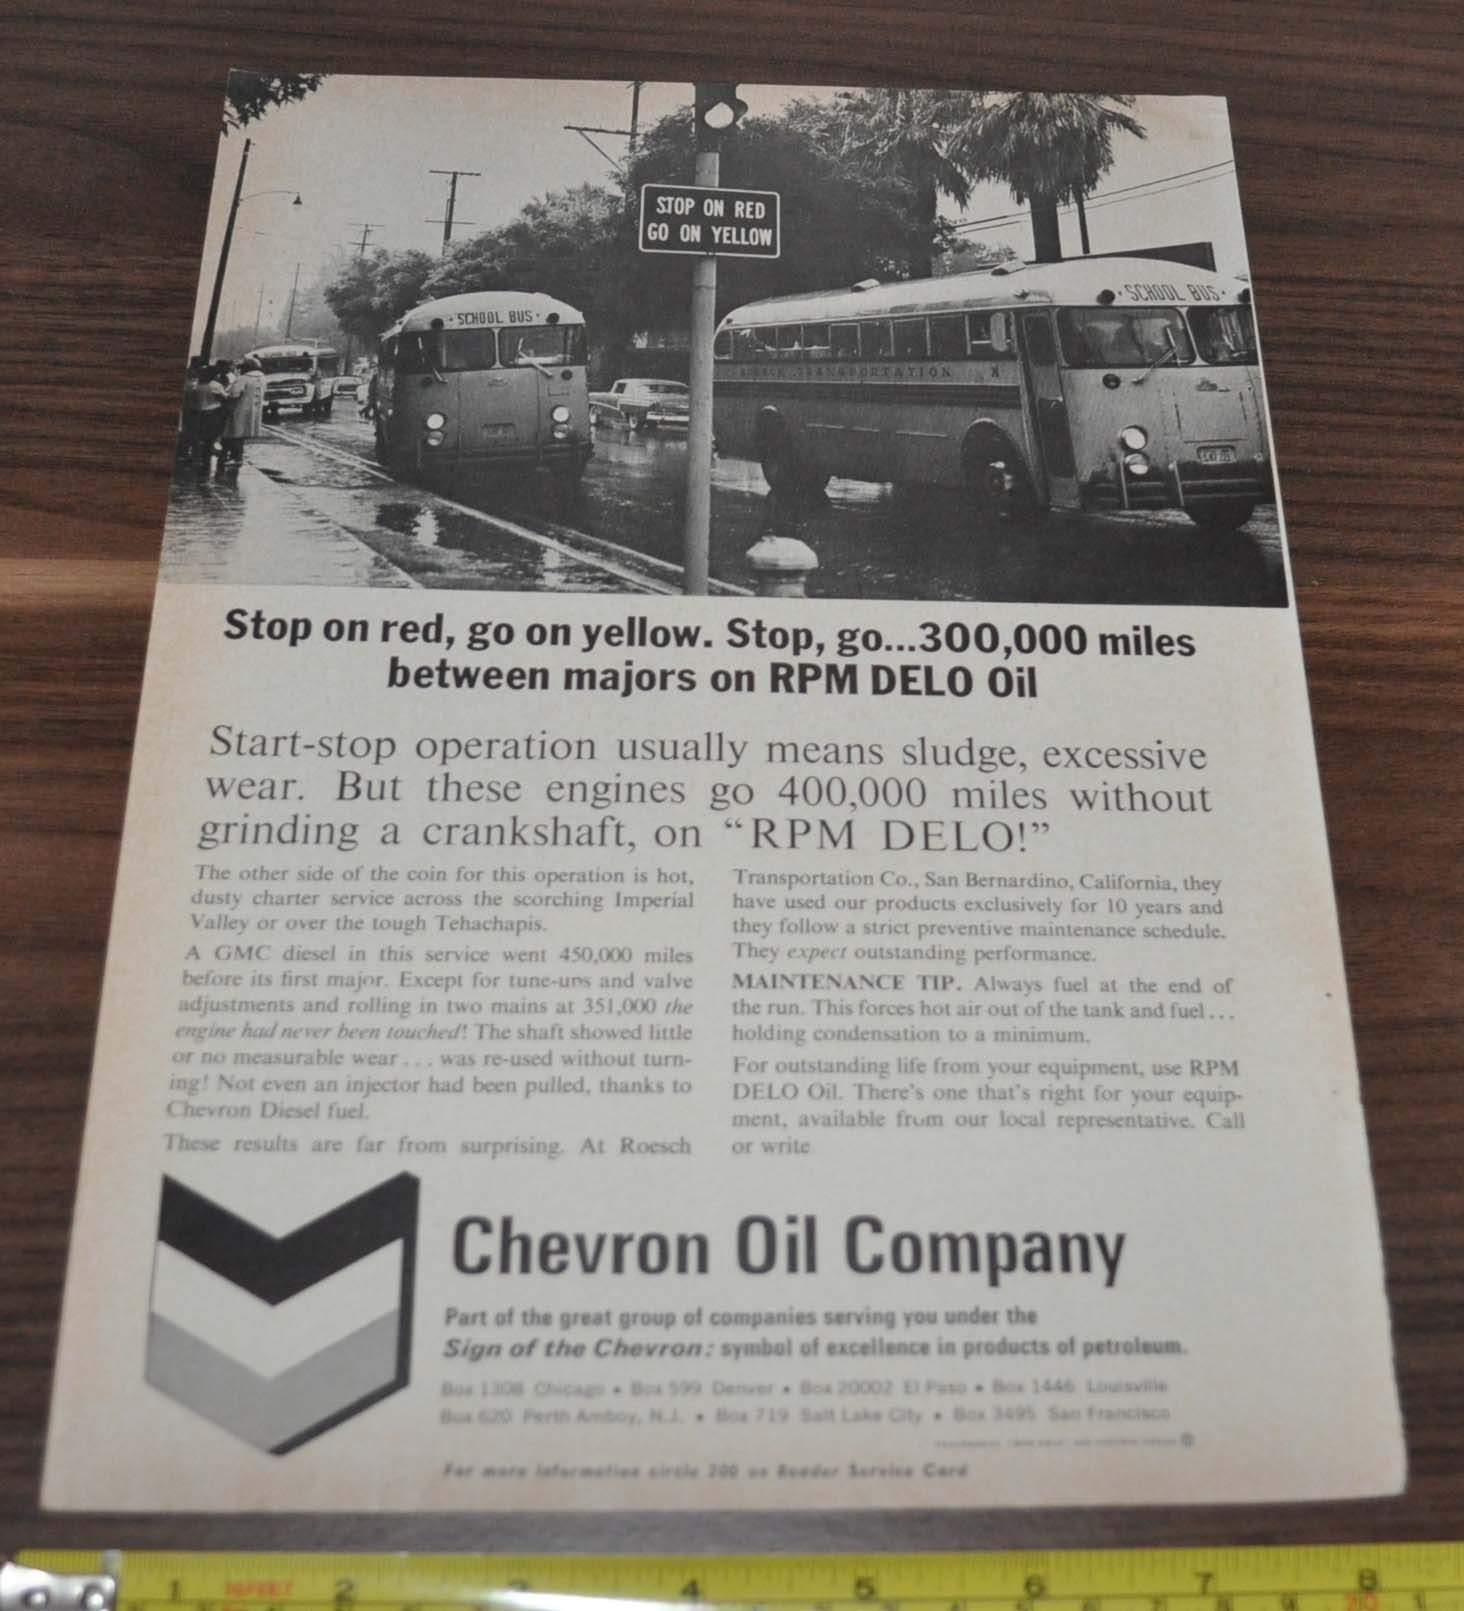 STOP ON RED
GO ON YELLOW
· SCHOOL BUS ·
· SCHOOL BUS ·
TRANSPORTATION
Stop on red, go on yellow. Stop, go...300,000 miles
between majors on RPM DELO Oil
Start-stop operation usually means sludge, excessive
wear. But these engines go 400,000 miles without
grinding a crankshaft, on “RPM DELO!”
The other side of the coin for this operation is hot,
dusty charter service across the scorching Imperial
Valley or over the tough Tehachapis.
A GMC diesel in this service went 450,000 miles
before its first major. Except for tune-ups and valve
adjustments and rolling in two mains at 351,000 the
engine had never been touched! The shaft showed little
or no measurable wear . . . was re-used without turn-
ing! Not even an injector had been pulled, thanks to
Chevron Diesel fuel.
These results are far from surprising. At Roesch
Transportation Co., San Bernardino, California, they
have used our products exclusively for 10 years and
they follow a strict preventive maintenance schedule.
They expect outstanding performance.
MAINTENANCE TIP. Always fuel at the end of
the run. This forces hot air out of the tank and fuel . . .
holding condensation to a minimum.
For outstanding life from your equipment, use RPM
DELO Oil. There's one that's right for your equip-
ment, available from our local representative. Call
or write
Chevron Oil Company
Part of the great group of companies serving you under the
Sign of the Chevron: symbol of excellence in products of petroleum.
Box 1308 Chicago • Box 599 Denver • Box 20002 El Paso • Box 1446 Louisville
Box 620 Perth Amboy, N.J. • Box 719 Salt Lake City • Box 3495 San Francisco
For more information circle 200 on Reader Service Card
1 2 3 4 5 6 7 8